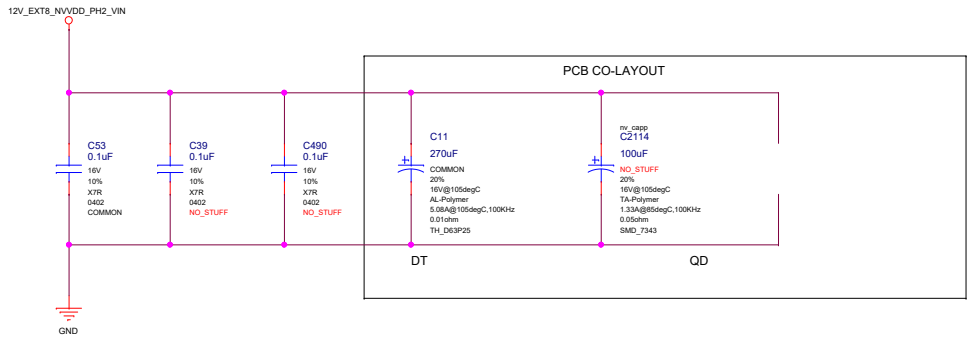 12V_EXT8_NVVDD_PH2_VIN
PCB CO-LAYOUT
C53
0.1uF
16V
10%
X7R
0402
COMMON
C39
0.1uF
16V
10%
X7R
0402
NO_STUFF
C490
0.1uF
16V
10%
X7R
0402
NO_STUFF
C11
270uF
COMMON
20%
16V@105degC
AL-Polymer
5.08A@105degC,100KHz
0.01ohm
TH_D63P25
nv_capp
C2114
100uF
NO_STUFF
20%
16V@105degC
TA-Polymer
1.33A@85degC,100KHz
0.05ohm
SMD_7343
DT
QD
GND